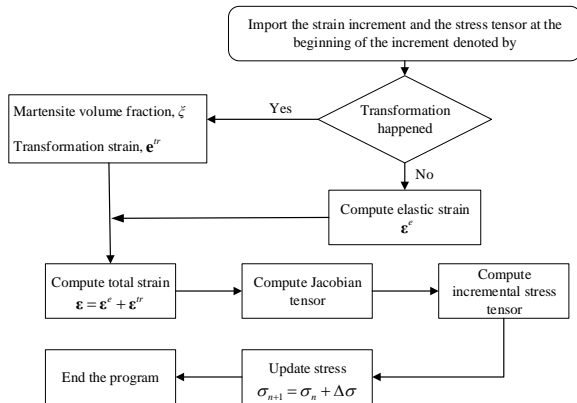 Import the strain increment and the stress tensor at the
beginning of the increment denoted by
Transformation
happened
Yes
No
Martensite volume fraction, ξ
Transformation strain, e^{tr}
Compute elastic strain
ε^{e}
Compute total strain
ε = ε^{e} + ε^{tr}
Compute Jacobian
tensor
Compute
incremental stress
tensor
Update stress
σ_{n+1} = σ_{n} + Δσ
End the program